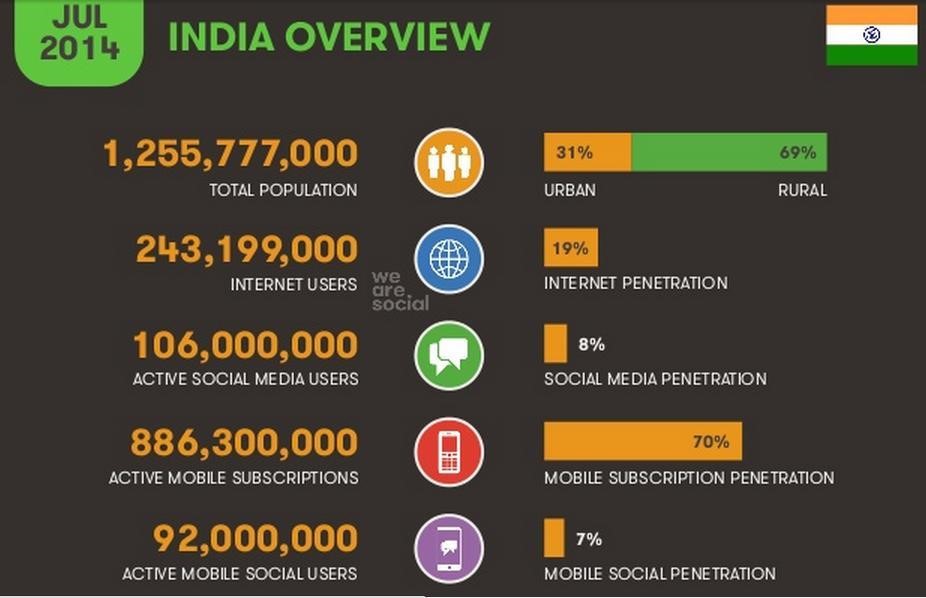 JUL
2014
INDIA OVERVIEW
1,255,777,000
TOTAL POPULATION
31%
69%
URBAN
RURAL
243,199,000
INTERNET USERS
19%
INTERNET PENETRATION
we
are
social
106,000,000
ACTIVE SOCIAL MEDIA USERS
8%
SOCIAL MEDIA PENETRATION
886,300,000
ACTIVE MOBILE SUBSCRIPTIONS
70%
MOBILE SUBSCRIPTION PENETRATION
92,000,000
ACTIVE MOBILE SOCIAL USERS
7%
MOBILE SOCIAL PENETRATION